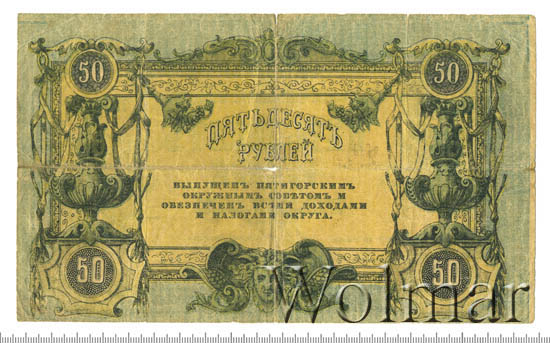 50 50
ПЯТЬДЕСЯТЪ
РУБЛЕЙ
ВЫПУЩЕНЪ ПЯТИГОРСКИМЪ
ОКРУЖНЫМЪ СОВѢТОМЪ И
ОБЕЗПЕЧЕНЪ ВСѢМИ ДОХОДАМИ
И НАЛОГАМИ ОКРУГА.
50 50
Wolmar